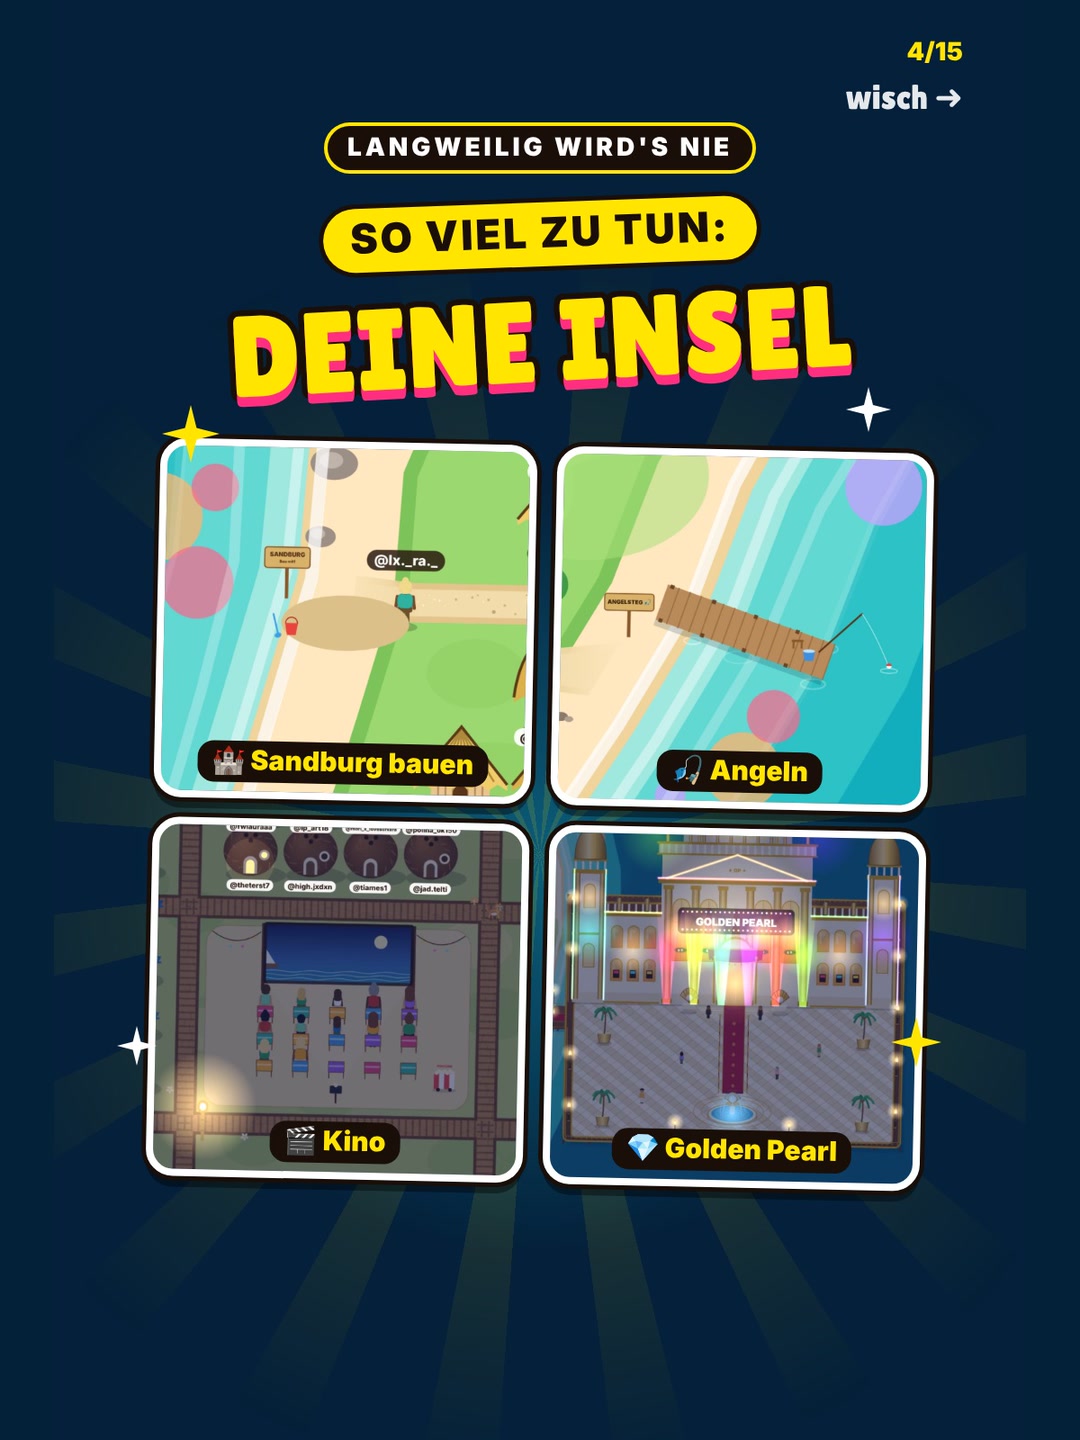 4/15
wisch →
LANGWEILIG WIRD'S NIE
SO VIEL ZU TUN:
DEINE INSEL
SANDBURG
@lx._ra._
🏰 Sandburg bauen
ANGELSTEG
🎣 Angeln
@theterst7
@high.jxdxn
@tiames1
@jad.telti
🎬 Kino
GOLDEN PEARL
💎 Golden Pearl